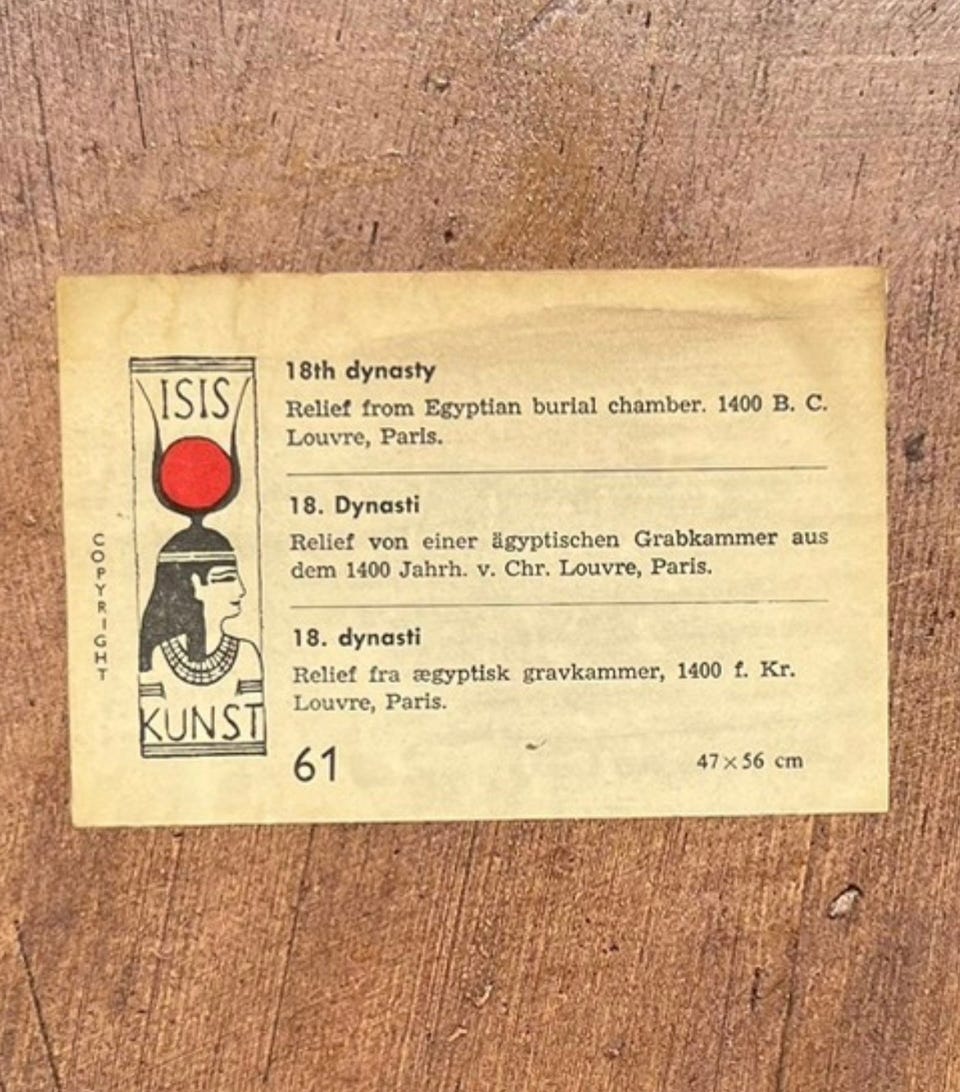 ISIS
KUNST
COPYRIGHT
18th dynasty
Relief from Egyptian burial chamber. 1400 B. C.
Louvre, Paris.
18. Dynasti
Relief von einer ägyptischen Grabkammer aus
dem 1400 Jahrh. v. Chr. Louvre, Paris.
18. dynasti
Relief fra ægyptisk gravkammer, 1400 f. Kr.
Louvre, Paris.
61
47×56 cm